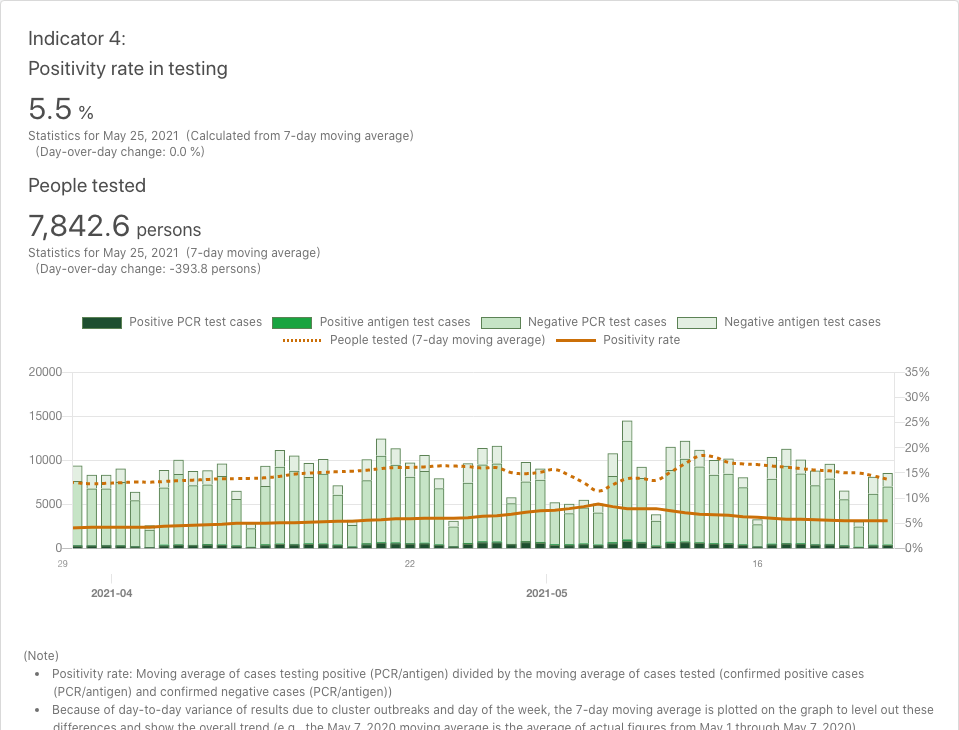 Indicator 4:
Positivity rate in testing
5.5 %
Statistics for May 25, 2021 (Calculated from 7-day moving average)
(Day-over-day change: 0.0 %)
People tested
7,842.6 persons
Statistics for May 25, 2021 (7-day moving average)
(Day-over-day change: -393.8 persons)
Positive PCR test cases Positive antigen test cases Negative PCR test cases Negative antigen test cases
People tested (7-day moving average) Positivity rate
20000 35%
30%
15000 25%
20%
10000 15%
5000 10%
5%
0 0%
29 22 16
2021-04 2021-05
(Note)
• Positivity rate: Moving average of cases testing positive (PCR/antigen) divided by the moving average of cases tested (confirmed positive cases
(PCR/antigen) and confirmed negative cases (PCR/antigen))
• Because of day-to-day variance of results due to cluster outbreaks and day of the week, the 7-day moving average is plotted on the graph to level out these
differences and show the overall trend (e.g., the May 7, 2020 moving average is the average of actual figures from May 1 through May 7, 2020)